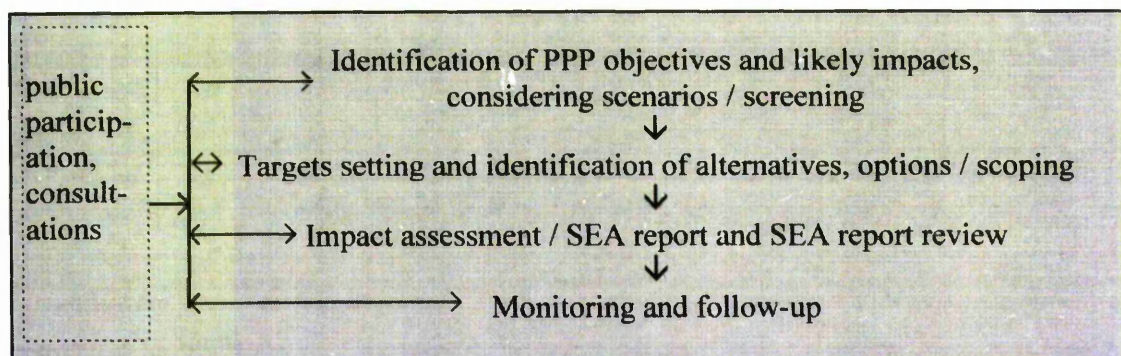 public
particip-
ation,
consult-
ations
Identification of PPP objectives and likely impacts,
considering scenarios / screening
Targets setting and identification of alternatives, options / scoping
Impact assessment / SEA report and SEA report review
Monitoring and follow-up